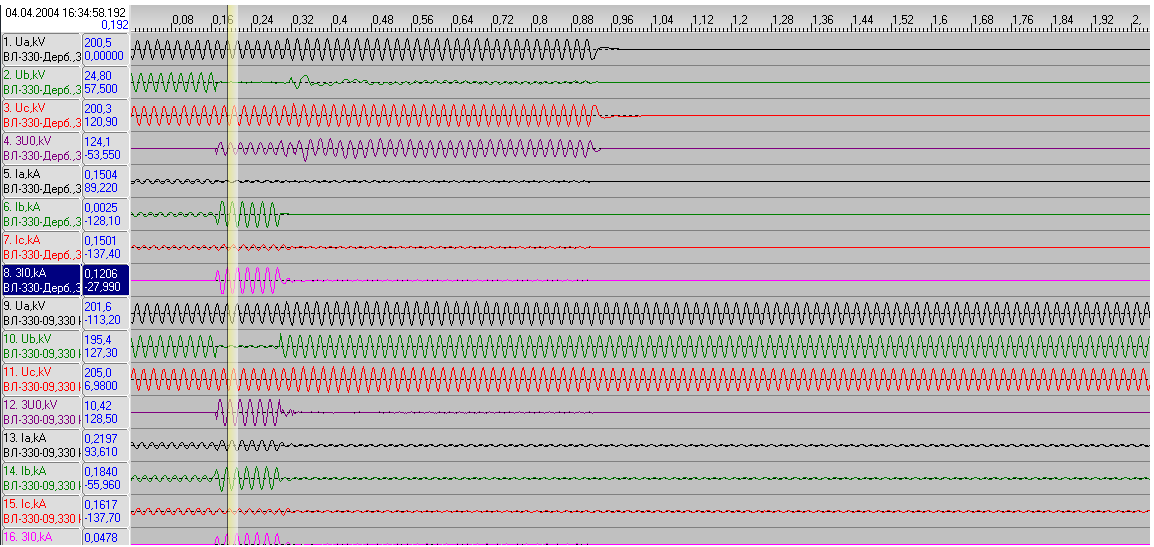 04.04.2004 16:34:58.192
0,192
0,08 0,16 0,24 0,32 0,4 0,48 0,56 0,64 0,72 0,8 0,88 0,96 1,04 1,12 1,2 1,28 1,36 1,44 1,52 1,6 1,68 1,76 1,84 1,92 2,
1. Ua,kV 200,5
ВЛ-330-Дерб.,З 0,00000
2. Ub,kV 24,80
ВЛ-330-Дерб.,З 57,500
3. Uc,kV 200,3
ВЛ-330-Дерб.,З 120,90
4. 3U0,kV 124,1
ВЛ-330-Дерб.,З -53,550
5. Ia,kA 0,1504
ВЛ-330-Дерб.,З 89,220
6. Ib,kA 0,0025
ВЛ-330-Дерб.,З -128,10
7. Ic,kA 0,1501
ВЛ-330-Дерб.,З -137,40
8. 3I0,kA 0,1206
ВЛ-330-Дерб.,З -27,990
9. Ua,kV 201,6
ВЛ-330-09,330 -113,20
10. Ub,kV 195,4
ВЛ-330-09,330 127,30
11. Uc,kV 205,0
ВЛ-330-09,330 6,9800
12. 3U0,kV 10,42
ВЛ-330-09,330 128,50
13. Ia,kA 0,2197
ВЛ-330-09,330 93,610
14. Ib,kA 0,1840
ВЛ-330-09,330 -55,960
15. Ic,kA 0,1617
ВЛ-330-09,330 -137,70
16. 3I0,kA 0,0478